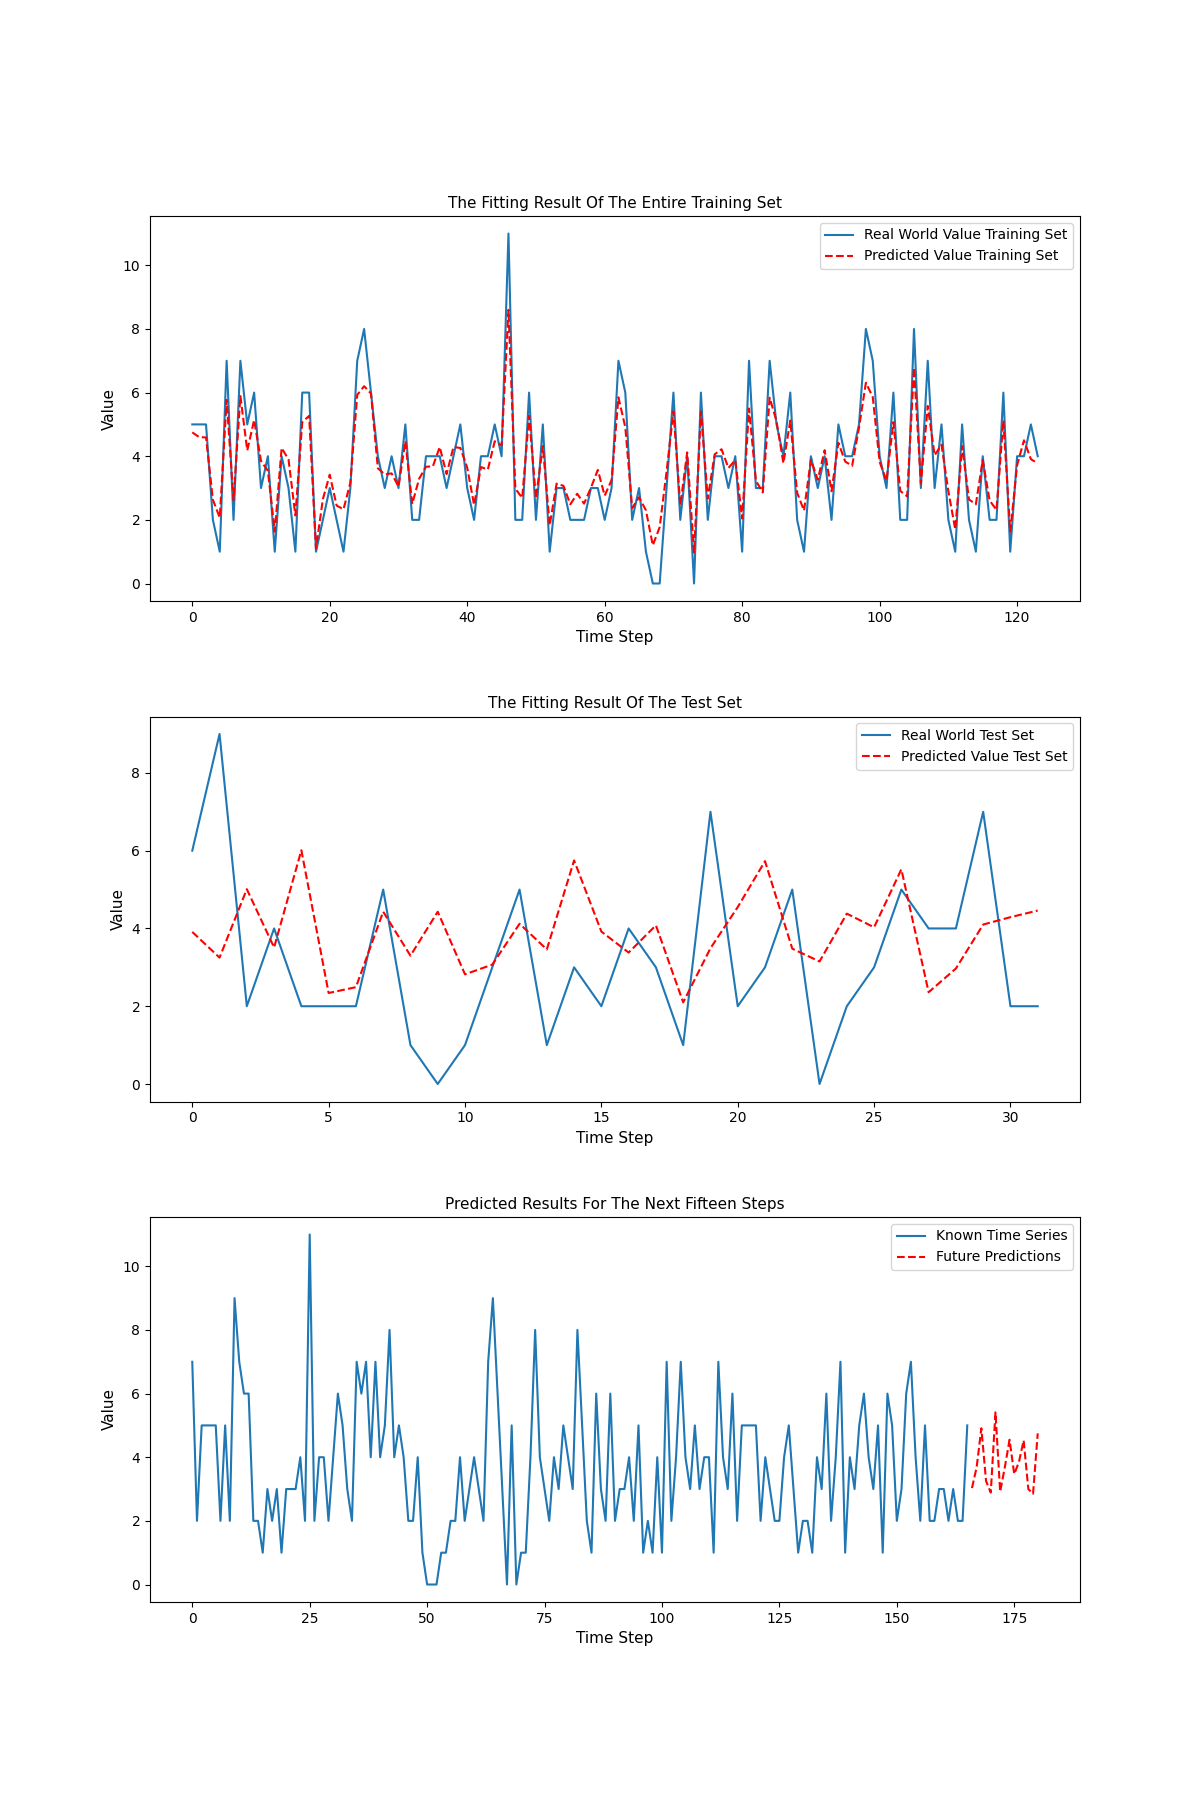 The Fitting Result Of The Entire Training Set
Real World Value Training Set
Predicted Value Training Set
Value
10
8
6
4
2
0
0 20 40 60 80 100 120
Time Step
The Fitting Result Of The Test Set
Real World Test Set
Predicted Value Test Set
Value
8
6
4
2
0
0 5 10 15 20 25 30
Time Step
Predicted Results For The Next Fifteen Steps
Known Time Series
Future Predictions
Value
10
8
6
4
2
0
0 25 50 75 100 125 150 175
Time Step